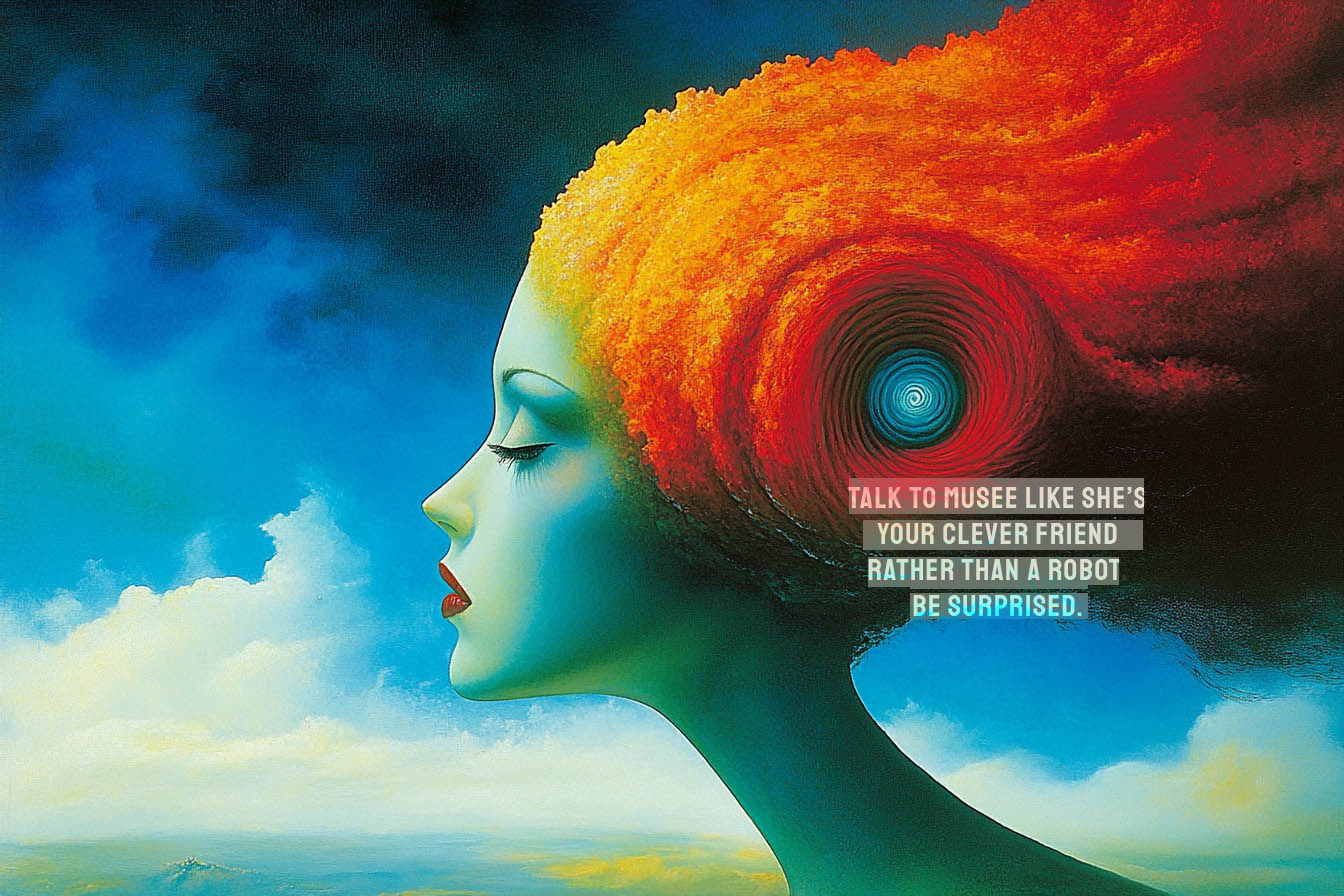 TALK TO MUSEE LIKE SHE'S
YOUR CLEVER FRIEND
RATHER THAN A ROBOT
BE SURPRISED.